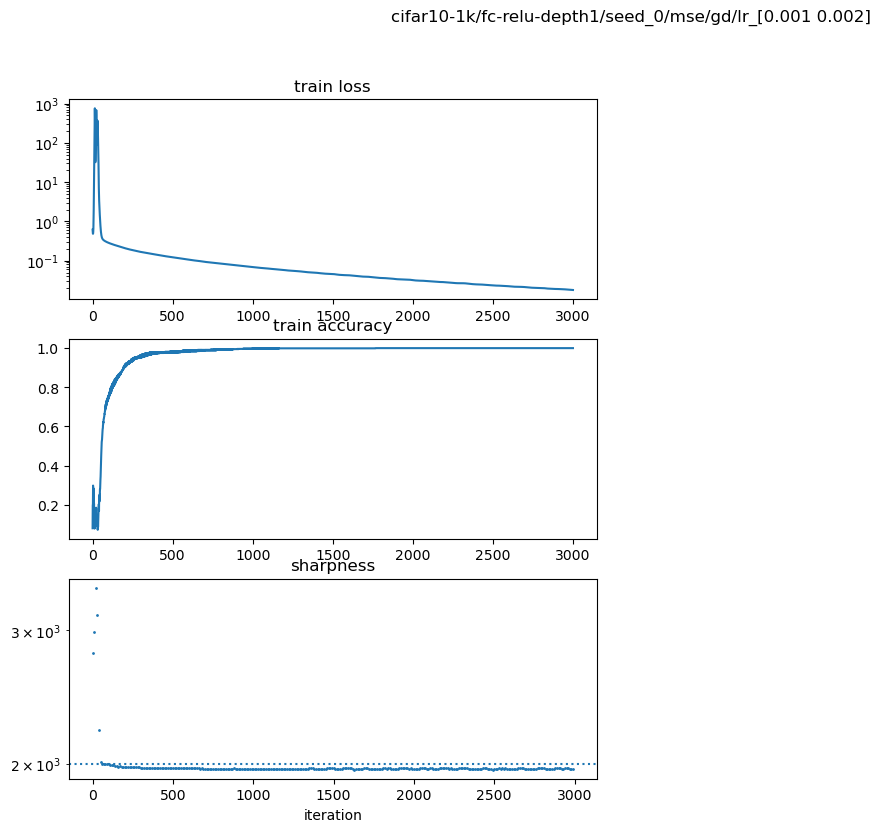 cifar10-1k/fc-relu-depth1/seed_0/mse/gd/lr_[0.001 0.002]
train loss
10³
10²
10¹
10⁰
10⁻¹
0 500 1000 1500 2000 2500 3000
train accuracy
1.0
0.8
0.6
0.4
0.2
0 500 1000 1500 2000 2500 3000
sharpness
3 × 10³
2 × 10³
0 500 1000 1500 2000 2500 3000
iteration